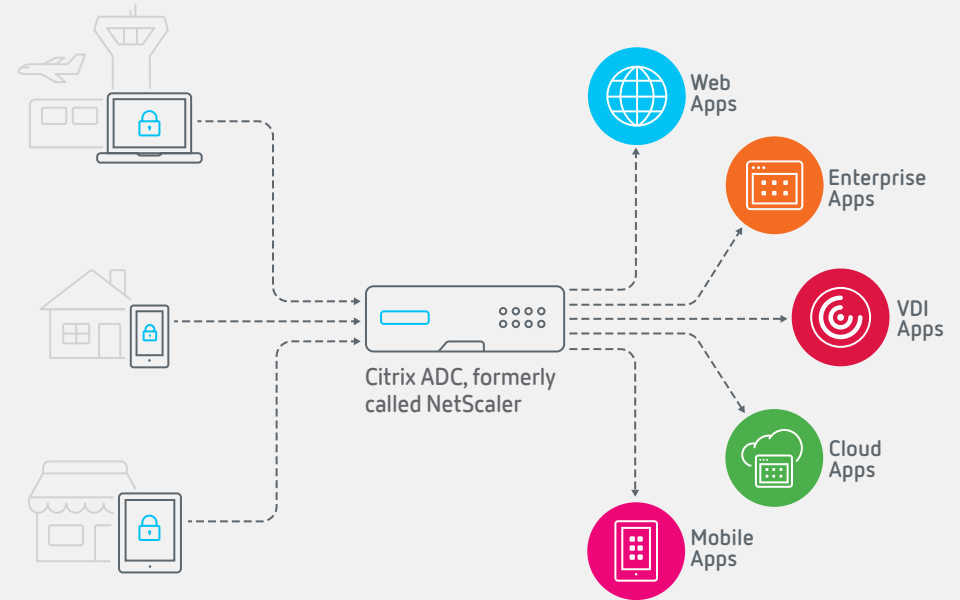 Web
Apps
Enterprise
Apps
VDI
Apps
Citrix ADC, formerly
called NetScaler
Cloud
Apps
Mobile
Apps